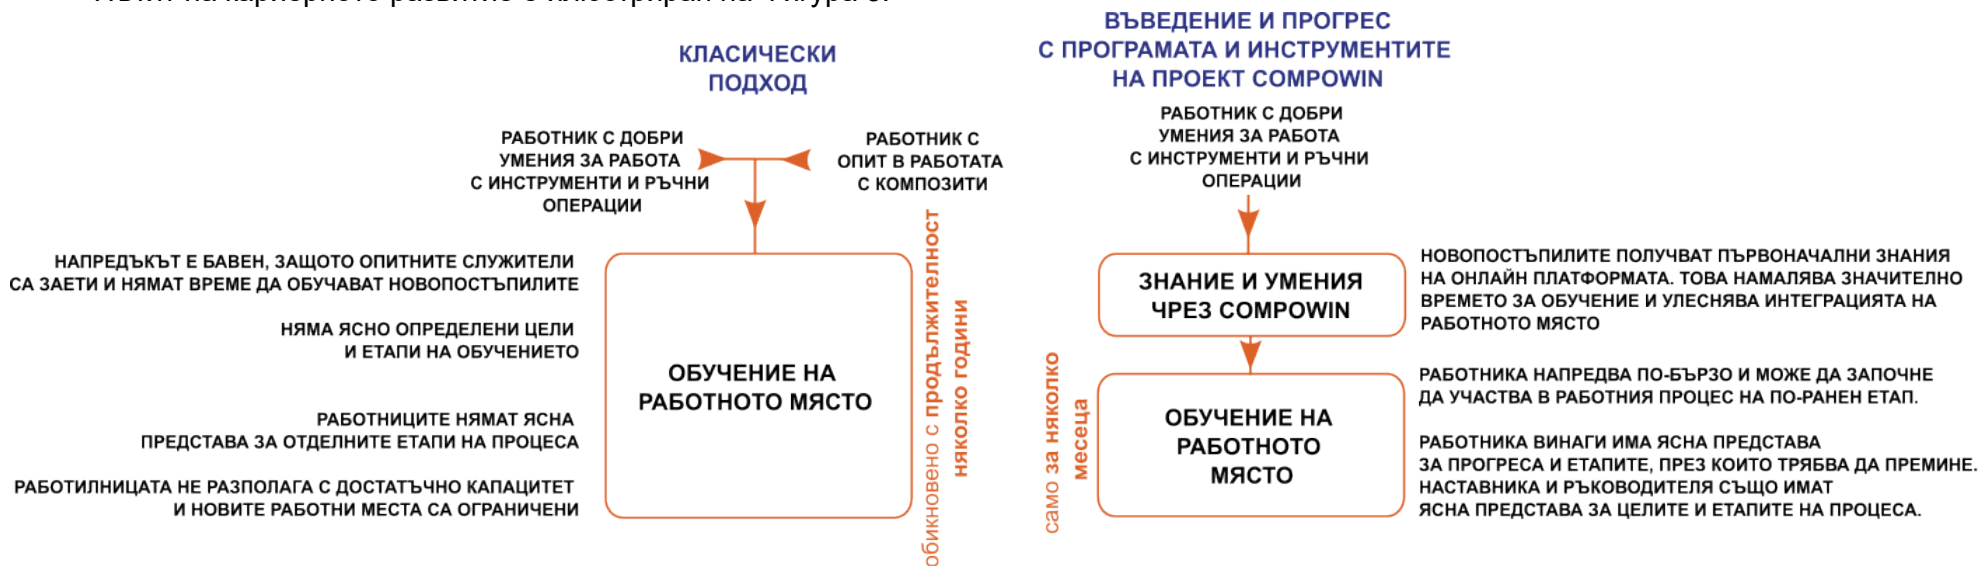 Пътят на кариерното развитие е илюстриран на Фигура
КЛАСИЧЕСКИ
ПОДХОД
РАБОТНИК С ДОБРИ
УМЕНИЯ ЗА РАБОТА
С ИНСТРУМЕНТИ И РЪЧНИ
ОПЕРАЦИИ
РАБОТНИК С
ОПИТ В РАБОТАТА
С КОМПОЗИТИ
НАПРЕДЪКЪТ Е БАВЕН, ЗАЩОТО ОПИТНИТЕ СЛУЖИТЕЛИ
СА ЗАЕТИ И НЯМАТ ВРЕМЕ ДА ОБУЧАВАТ НОВОПОСТЪПИЛИТЕ
НЯМА ЯСНО ОПРЕДЕЛЕНИ ЦЕЛИ
И ЕТАПИ НА ОБУЧЕНИЕТО
РАБОТНИЦИТЕ НЯМАТ ЯСНА
ПРЕДСТАВА ЗА ОТДЕЛНИТЕ ЕТАПИ НА ПРОЦЕСА
РАБОТИЛНИЦАТА НЕ РАЗПОЛАГА С ДОСТАТЪЧНО КАПАЦИТЕТ
И НОВИТЕ РАБОТНИ МЕСТА СА ОГРАНИЧЕНИ
ОБУЧЕНИЕ НА
РАБОТНОТО МЯСТО
обикновено с продължителност
няколко години
ВЪВЕДЕНИЕ И ПРОГРЕС
С ПРОГРАМАТА И ИНСТРУМЕНТИТЕ
НА ПРОЕКТ COMPOWIN
РАБОТНИК С ДОБРИ
УМЕНИЯ ЗА РАБОТА
С ИНСТРУМЕНТИ И РЪЧНИ
ОПЕРАЦИИ
ЗНАНИЕ И УМЕНИЯ
ЧРЕЗ COMPOWIN
НОВОПОСТЪПИЛИТЕ ПОЛУЧВАТ ПЪРВОНАЧАЛНИ ЗНАНИЯ
НА ОНЛАЙН ПЛАТФОРМАТА. ТОВА НАМАЛЯВА ЗНАЧИТЕЛНО
ВРЕМЕТО ЗА ОБУЧЕНИЕ И УЛЕСНЯВА ИНТЕГРАЦИЯТА НА
РАБОТНОТО МЯСТО
само за няколко
месеца
ОБУЧЕНИЕ НА
РАБОТНОТО
МЯСТО
РАБОТНИКА НАПРЕДВА ПО-БЪРЗО И МОЖЕ ДА ЗАПОЧНЕ
ДА УЧАСТВА В РАБОТНИЯ ПРОЦЕС НА ПО-РАНЕН ЕТАП.
РАБОТНИКА ВИНАГИ ИМА ЯСНА ПРЕДСТАВА
ЗА ПРОГРЕСА И ЕТАПИТЕ, ПРЕЗ КОИТО ТРЯБВА ДА ПРЕМИНЕ.
НАСТАВНИКА И РЪКОВОДИТЕЛЯ СЪЩО ИМАТ
ЯСНА ПРЕДСТАВА ЗА ЦЕЛИТЕ И ЕТАПИТЕ НА ПРОЦЕСА.